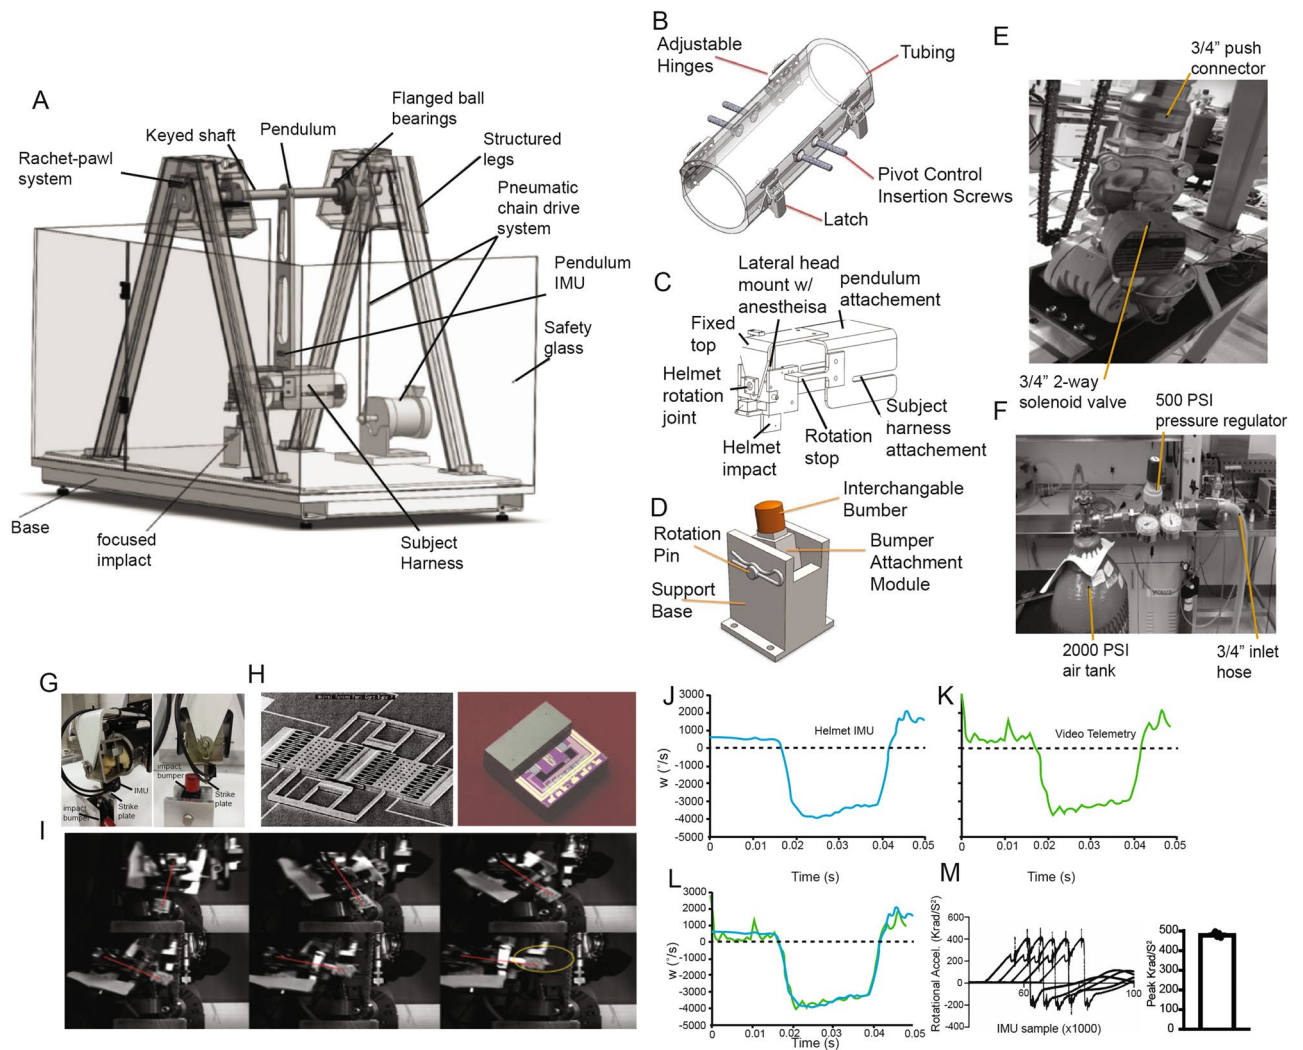 A
Rachet-pawl
system
Keyed shaft
Pendulum
Flanged ball
bearings
Structured
legs
Pneumatic
chain drive
system
Pendulum
IMU
Safety
glass
Base
focused
implact
Subject
Harness
B
Adjustable
Hinges
Tubing
Pivot Control
Insertion Screws
Latch
C
Lateral head
mount w/
anestheisa
pendulum
attachement
Fixed
top
Helmet
rotation
joint
Helmet
impact
Rotation
stop
Subject
harness
attachement
D
Interchangable
Bumber
Rotation
Pin
Bumper
Attachment
Module
Support
Base
E
3/4” push
connector
3/4” 2-way
solenoid valve
F
500 PSI
pressure regulator
2000 PSI
air tank
3/4” inlet
hose
G
IMU
impact
bumper
Strike
plate
impact
bumper
Strike
plate
H
I
J
3000
2000
1000
0
-1000
-2000
-3000
-4000
-5000
w (°/s)
Helmet IMU
0 0.01 0.02 0.03 0.04 0.05
Time (s)
K
Video Telemetry
0 0.01 0.02 0.03 0.04 0.05
Time (s)
L
3000
2000
1000
0
-1000
-2000
-3000
-4000
-5000
w (°/s)
0 0.01 0.02 0.03 0.04 0.05
Time (s)
M
Rotational Accel. (Krad/S²)
600
400
200
0
-200
-400
60 100
IMU sample (x1000)
Peak Krad/S²
500
400
300
200
100
0